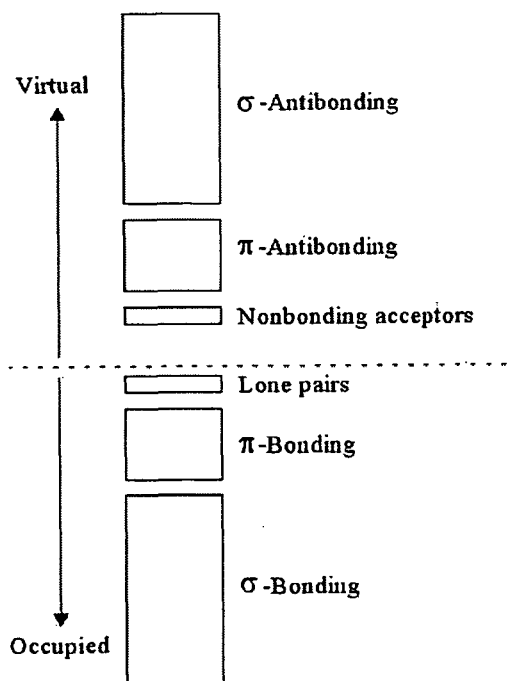 Virtual
σ-Antibonding
π-Antibonding
Nonbonding acceptors
Lone pairs
π-Bonding
σ-Bonding
Occupied